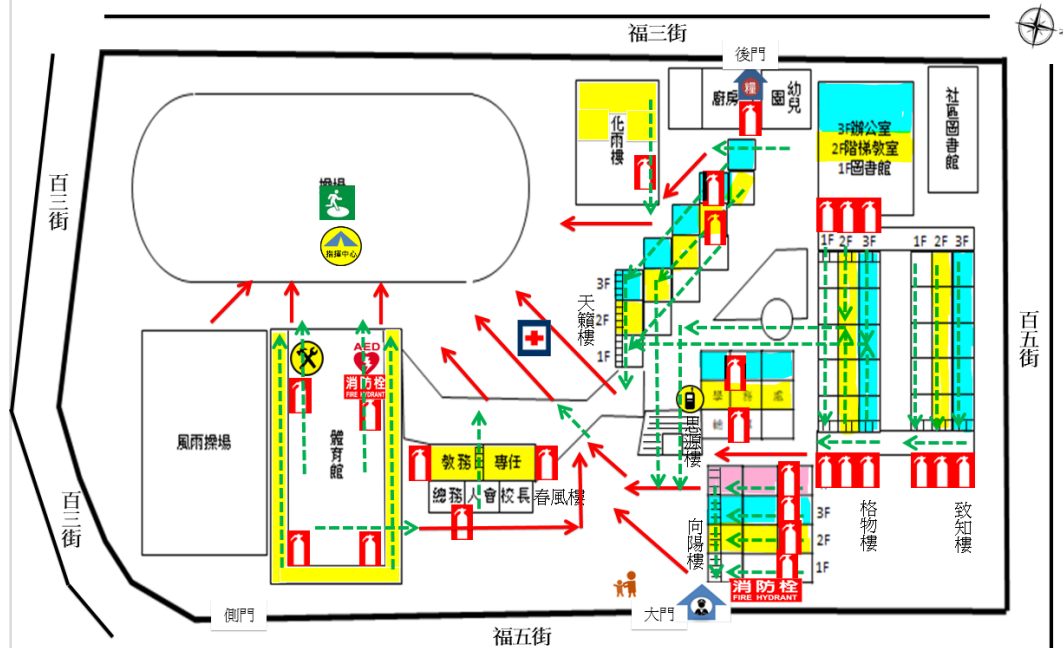 福三街
後門
糧
廚房
幼兒園
社區圖書館
化雨樓
3F辦公室
2F階梯教室
1F圖書館
百三街
操場
指揮中心
1F 2F 3F
1F 2F 3F
3F
2F
1F
天籟樓
百五街
AED
消防栓
FIRE HYDRANT
體育館
風雨操場
學務處
思源樓
教務
專任
總務
人會
校長
春風樓
3F
2F
1F
向陽樓
格物樓
致知樓
百三街
消防栓
FIRE HYDRANT
側門
大門
福五街